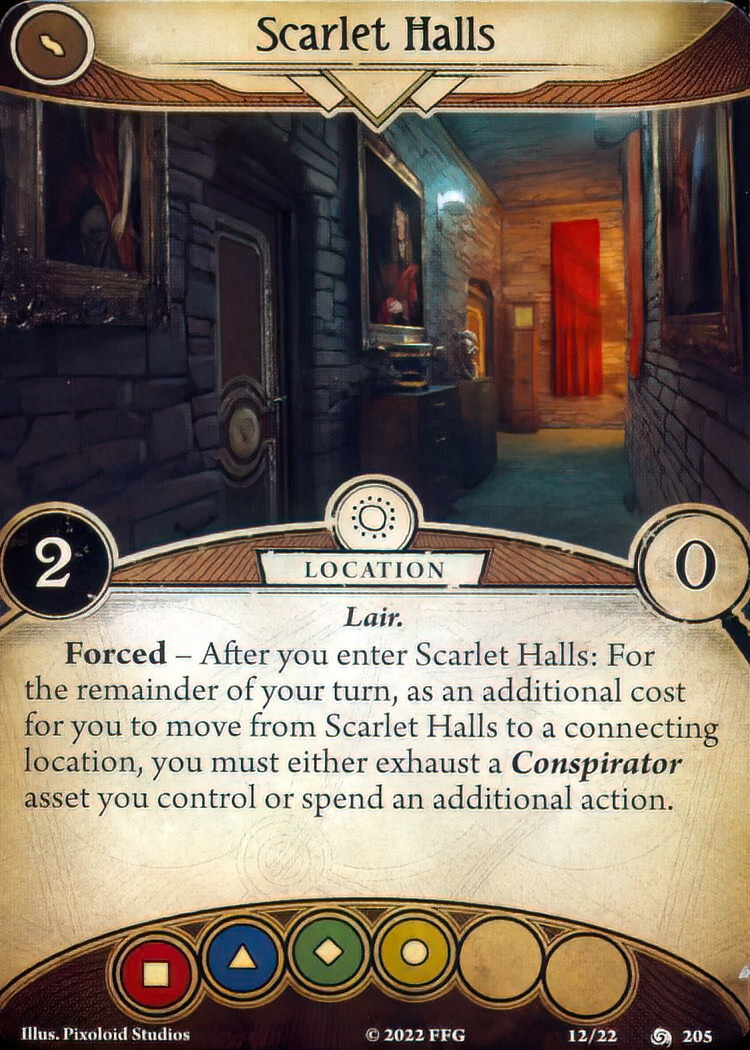 Scarlet Halls
2
LOCATION
0
Lair.
Forced – After you enter Scarlet Halls: For
the remainder of your turn, as an additional cost
for you to move from Scarlet Halls to a connecting
location, you must either exhaust a Conspirator
asset you control or spend an additional action.
Illus. Pixoloid Studios © 2022 FFG 12/22 205